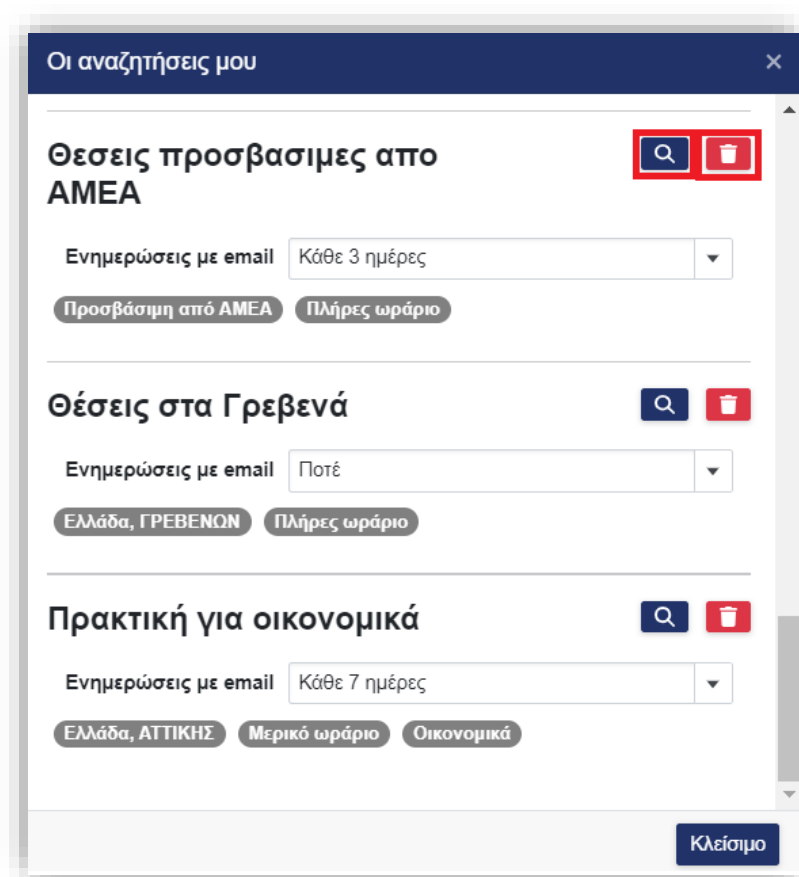 Οι αναζητήσεις μου
Θεσεις προσβασιμες απο
ΑΜΕΑ
Ενημερώσεις με email Κάθε 3 ημέρες
Προσβάσιμη από ΑΜΕΑ Πλήρες ωράριο
Θέσεις στα Γρεβενά
Ενημερώσεις με email Ποτέ
Ελλάδα, ΓΡΕΒΕΝΩΝ Πλήρες ωράριο
Πρακτική για οικονομικά
Ενημερώσεις με email Κάθε 7 ημέρες
Ελλάδα, ΑΤΤΙΚΗΣ Μερικό ωράριο Οικονομικά
Κλείσιμο